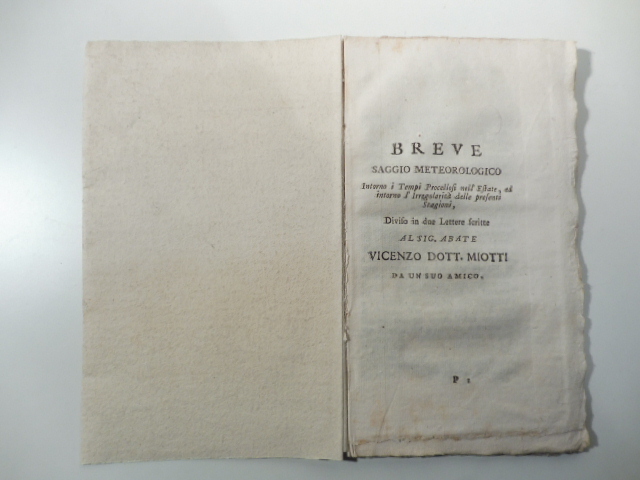 BREVE
SAGGIO METEOROLOGICO
Intorno i Tempi Procellosi nell' Estate, ed
intorno l' Irregolarità delle presenti
Stagioni,
Diviso in due Lettere scritte
AL SIG. ABATE
VICENZO DOTT. MIOTTI
DA UN SUO AMICO.
P 2